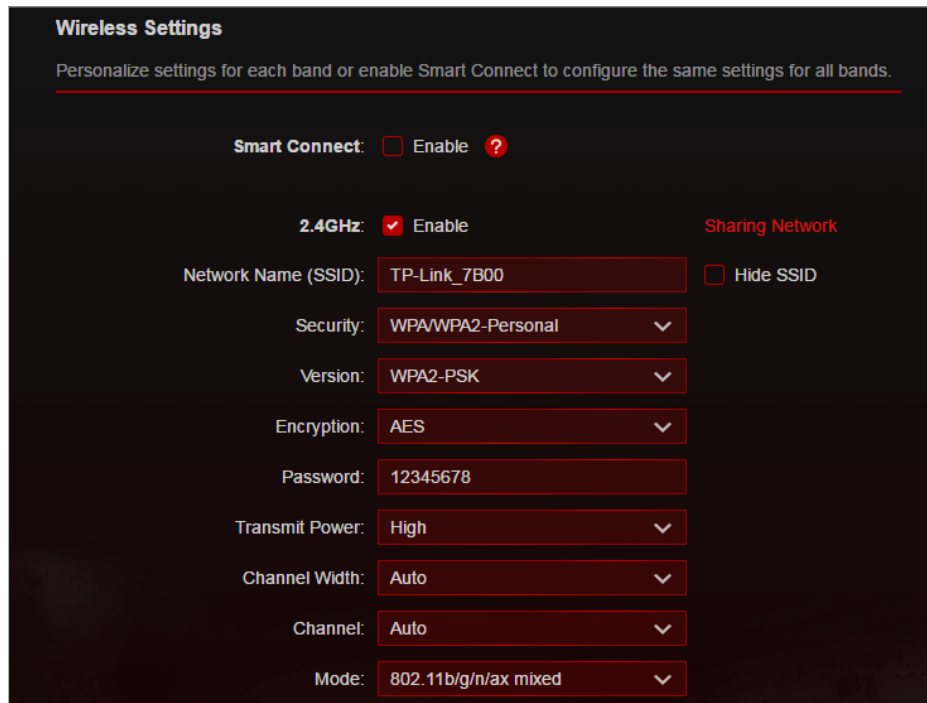 Wireless Settings
Personalize settings for each band or enable Smart Connect to configure the same settings for all bands.
Smart Connect: Enable ?
2.4GHz: Enable Sharing Network
Network Name (SSID): TP-Link_7B00 Hide SSID
Security: WPA/WPA2-Personal
Version: WPA2-PSK
Encryption: AES
Password: 12345678
Transmit Power: High
Channel Width: Auto
Channel: Auto
Mode: 802.11b/g/n/ax mixed